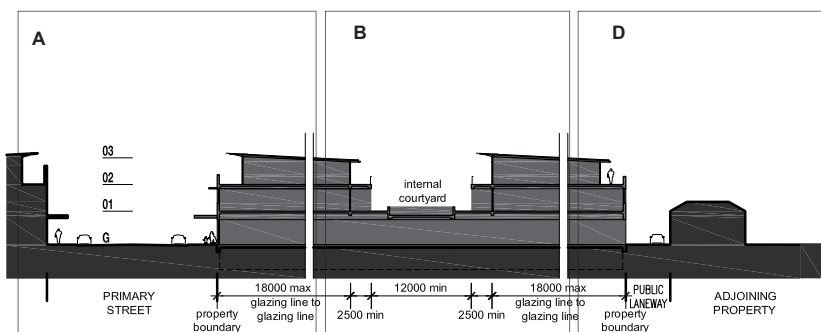 A
B
D
03
02
01
G
internal
courtyard
18000 max
glazing line to
glazing line
2500 min
12000 min
2500 min
18000 max
glazing line to
glazing line
PRIMARY
STREET
property
boundary
property
boundary
PUBLIC
LANEWAY
ADJOINING
PROPERTY